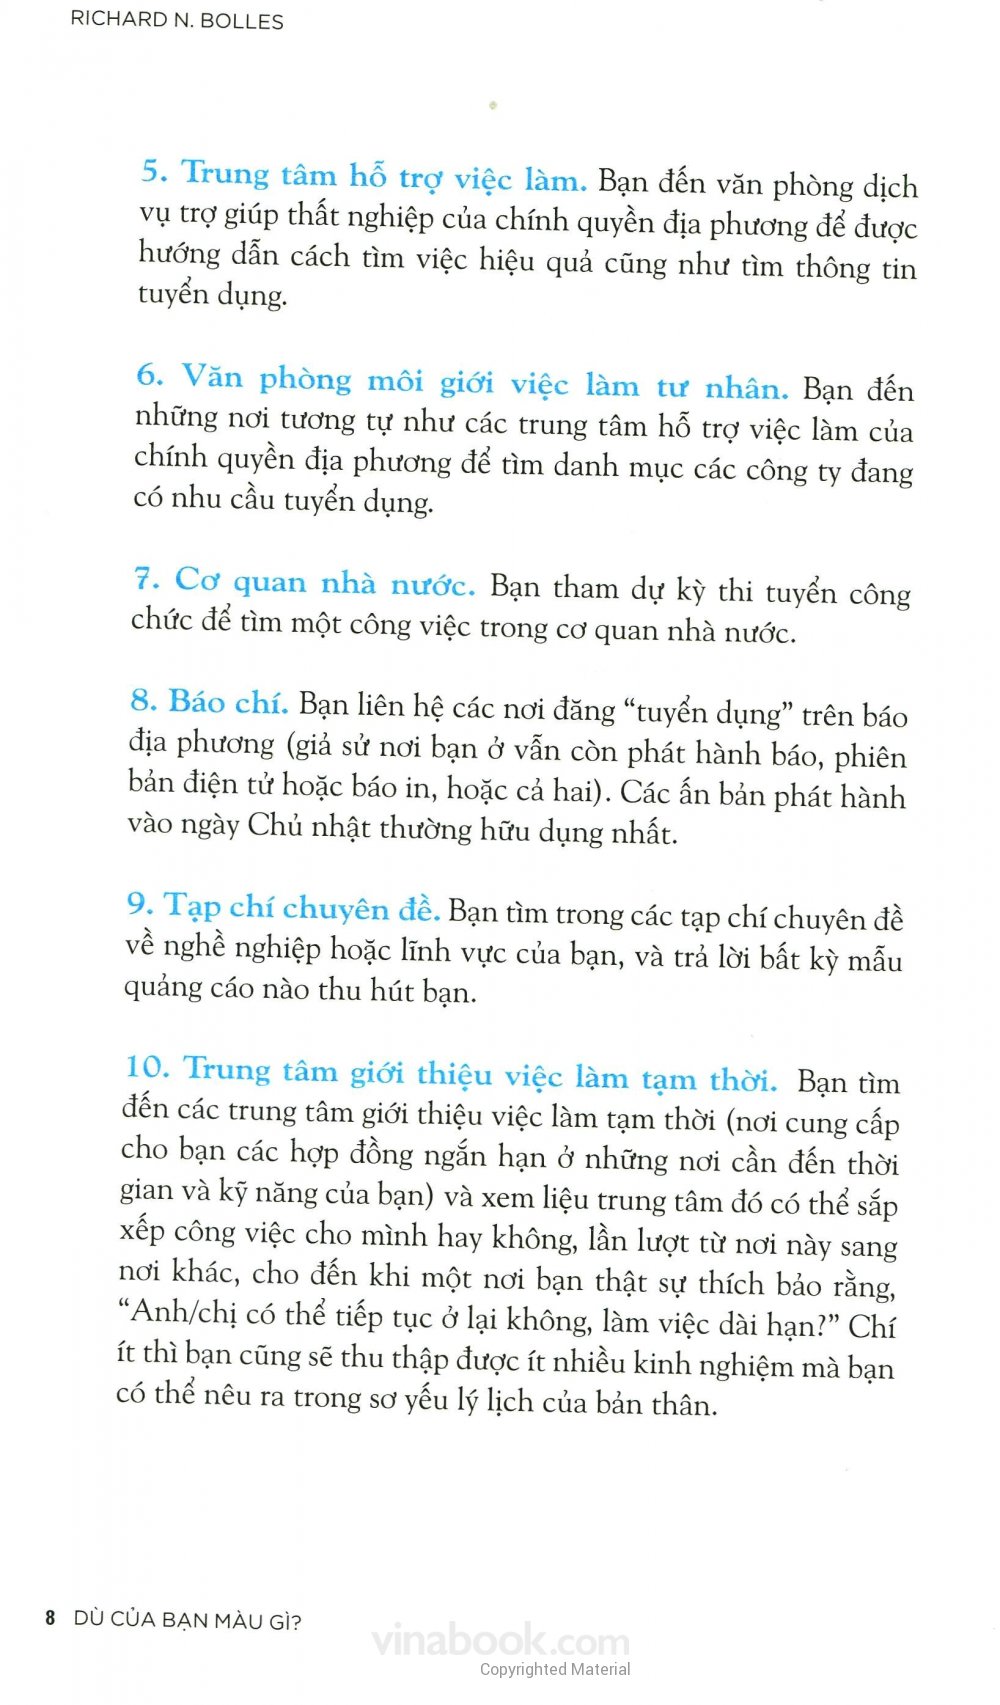 RICHARD N. BOLLES
5. Trung tâm hỗ trợ việc làm. Bạn đến văn phòng dịch
vụ trợ giúp thất nghiệp của chính quyền địa phương để được
hướng dẫn cách tìm việc hiệu quả cũng như tìm thông tin
tuyển dụng.
6. Văn phòng môi giới việc làm tư nhân. Bạn đến
những nơi tương tự như các trung tâm hỗ trợ việc làm của
chính quyền địa phương để tìm danh mục các công ty đang
có nhu cầu tuyển dụng.
7. Cơ quan nhà nước. Bạn tham dự kỳ thi tuyển công
chức để tìm một công việc trong cơ quan nhà nước.
8. Báo chí. Bạn liên hệ các nơi đăng “tuyển dụng” trên báo
địa phương (giả sử nơi bạn ở vẫn còn phát hành báo, phiên
bản điện tử hoặc báo in, hoặc cả hai). Các ấn bản phát hành
vào ngày Chủ nhật thường hữu dụng nhất.
9. Tạp chí chuyên đề. Bạn tìm trong các tạp chí chuyên đề
về nghề nghiệp hoặc lĩnh vực của bạn, và trả lời bất kỳ mẫu
quảng cáo nào thu hút bạn.
10. Trung tâm giới thiệu việc làm tạm thời. Bạn tìm
đến các trung tâm giới thiệu việc làm tạm thời (nơi cung cấp
cho bạn các hợp đồng ngắn hạn ở những nơi cần đến thời
gian và kỹ năng của bạn) và xem liệu trung tâm đó có thể sắp
xếp công việc cho mình hay không, lần lượt từ nơi này sang
nơi khác, cho đến khi một nơi bạn thật sự thích bảo rằng,
“Anh/chị có thể tiếp tục ở lại không, làm việc dài hạn?” Chí
ít thì bạn cũng sẽ thu thập được ít nhiều kinh nghiệm mà bạn
có thể nêu ra trong sơ yếu lý lịch của bản thân.
8 DÙ CỦA BẠN MÀU GÌ?
vinabook.com
Copyrighted Material